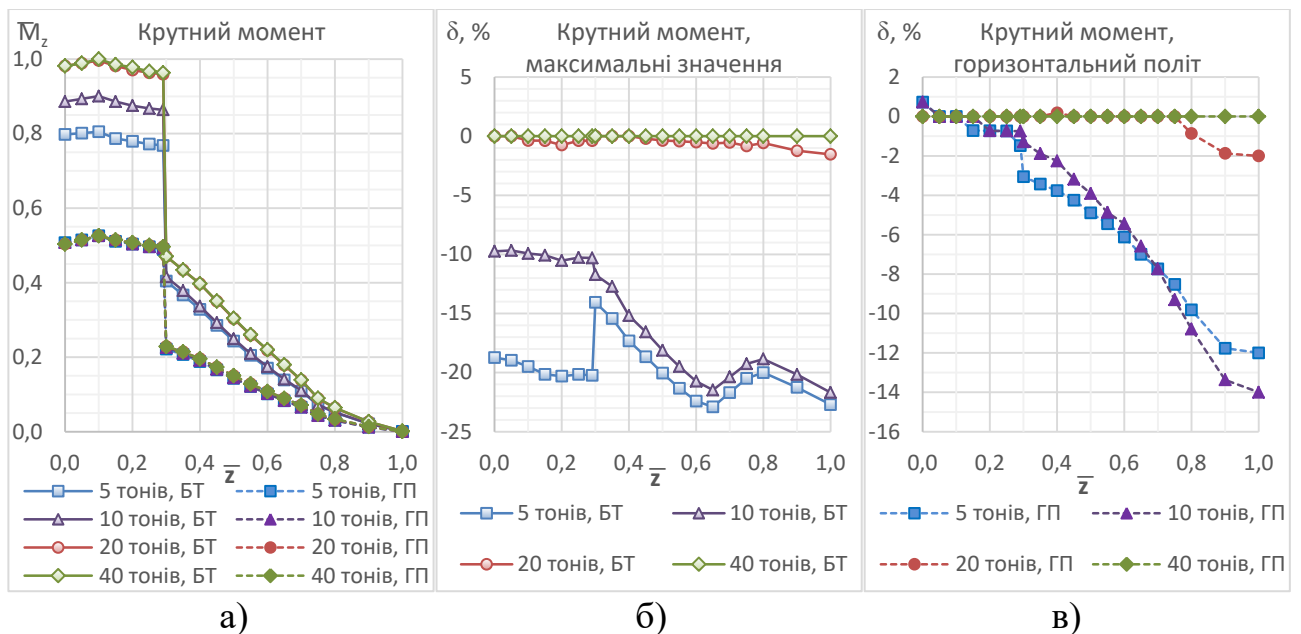 M̅z
Крутний момент
1,0
0,8
0,6
0,4
0,2
0,0
0,0 0,2 0,4 0,6 0,8 1,0
z̅
5 тонів, БТ 5 тонів, ГП
10 тонів, БТ 10 тонів, ГП
20 тонів, БТ 20 тонів, ГП
40 тонів, БТ 40 тонів, ГП
а)
δ, %
Крутний момент,
максимальні значення
5
0
-5
-10
-15
-20
-25
0,0 0,2 0,4 0,6 0,8 1,0
z̅
5 тонів, БТ 10 тонів, БТ
20 тонів, БТ 40 тонів, БТ
б)
δ, %
Крутний момент,
горизонтальний політ
2
0
-2
-4
-6
-8
-10
-12
-14
-16
0,0 0,2 0,4 0,6 0,8 1,0
z̅
5 тонів, ГП 10 тонів, ГП
20 тонів, ГП 40 тонів, ГП
в)